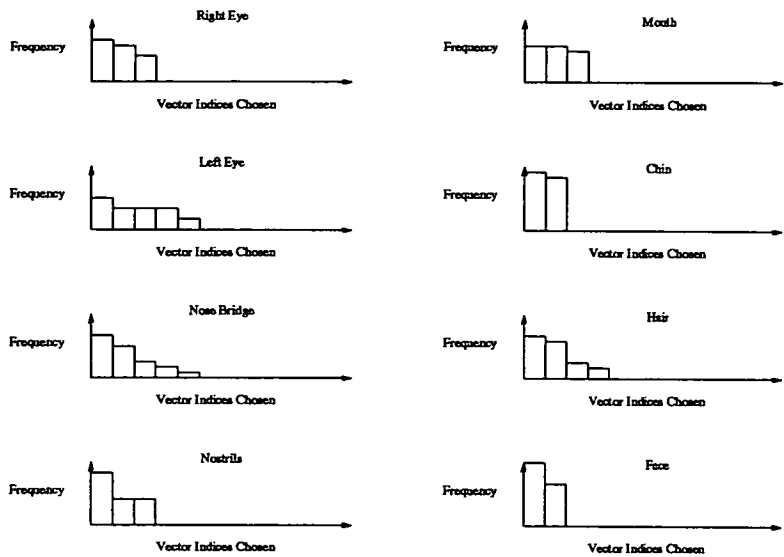 Right Eye
Frequency
Vector Indices Chosen
Mouth
Frequency
Vector Indices Chosen
Left Eye
Frequency
Vector Indices Chosen
Chin
Frequency
Vector Indices Chosen
Nose Bridge
Frequency
Vector Indices Chosen
Hair
Frequency
Vector Indices Chosen
Nostrils
Frequency
Vector Indices Chosen
Face
Frequency
Vector Indices Chosen